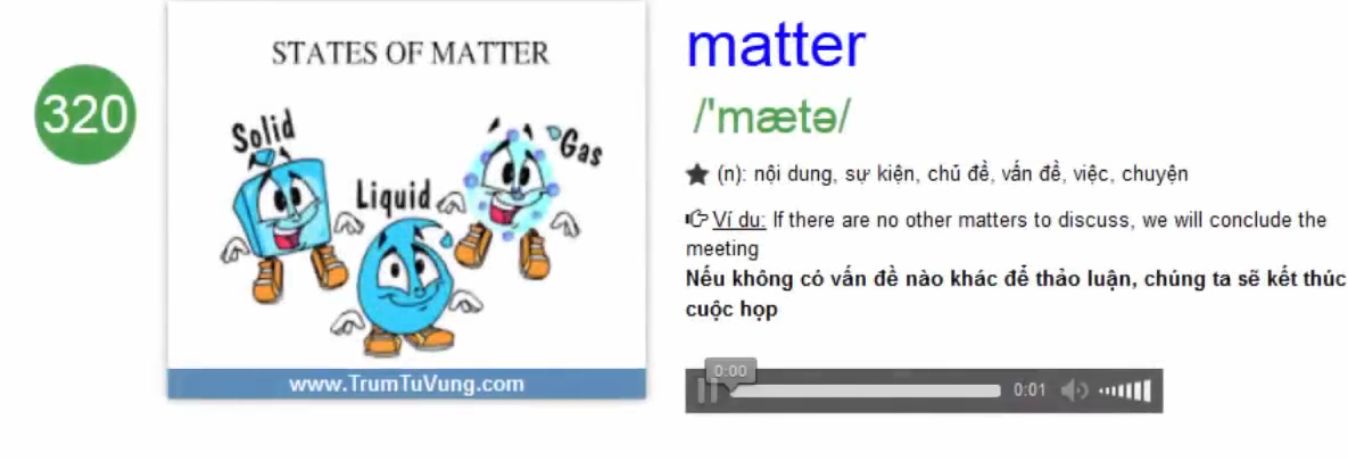 320
STATES OF MATTER
Solid
Liquid
Gas
www.TrumTuVung.com
matter
/'mætə/
★ (n): nội dung, sự kiện, chủ đề, vấn đề, việc, chuyện
Ví dụ: If there are no other matters to discuss, we will conclude the
meeting
Nếu không có vấn đề nào khác để thảo luận, chúng ta sẽ kết thúc
cuộc họp
0:00
0:01